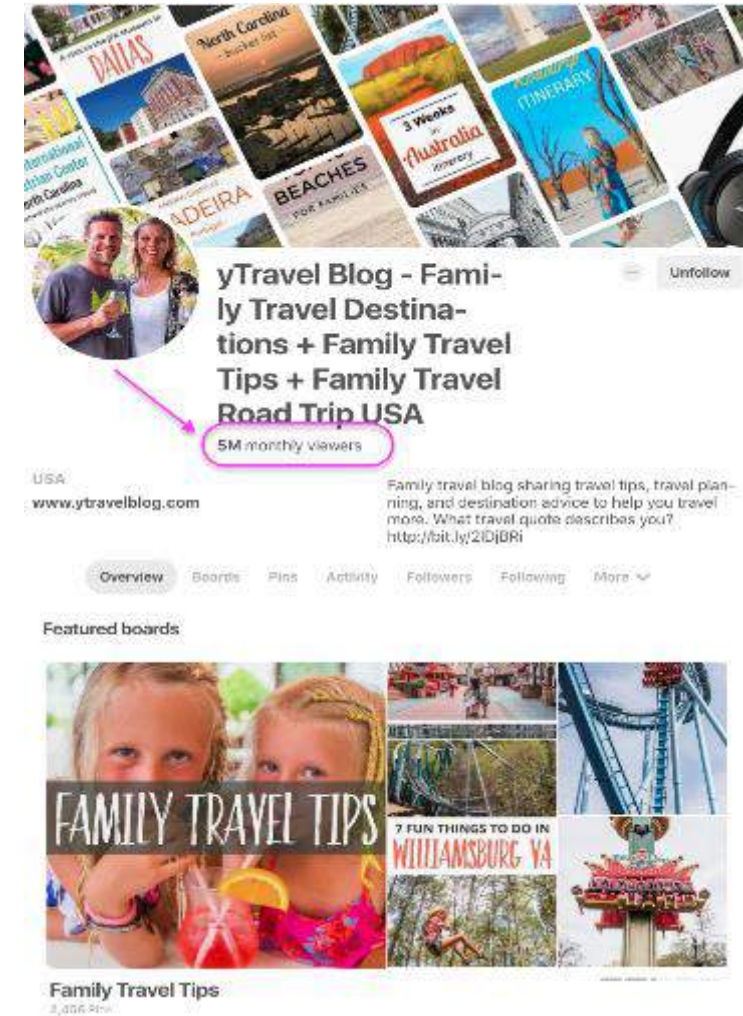 DALLAS
North Carolina
- bucket list -
3 Weeks
in
Australia
Itinerary
ITINERARY
International
Center
North Carolina
ADEIRA
BEACHES
FOR FAMILIES
yTravel Blog - Fami-
ly Travel Destina-
tions + Family Travel
Tips + Family Travel
Road Trip USA
Unfollow
5M monthly viewers
USA
www.ytravelblog.com
Family travel blog sharing travel tips, travel plan-
ning, and destination advice to help you travel
more. What travel quote describes you?
http://bit.ly/2IDjBRi
Overview Boards Pins Activity Followers Following More
Featured boards
FAMILY TRAVEL TIPS
7 FUN THINGS TO DO IN
WILLIAMSBURG VA
Family Travel Tips